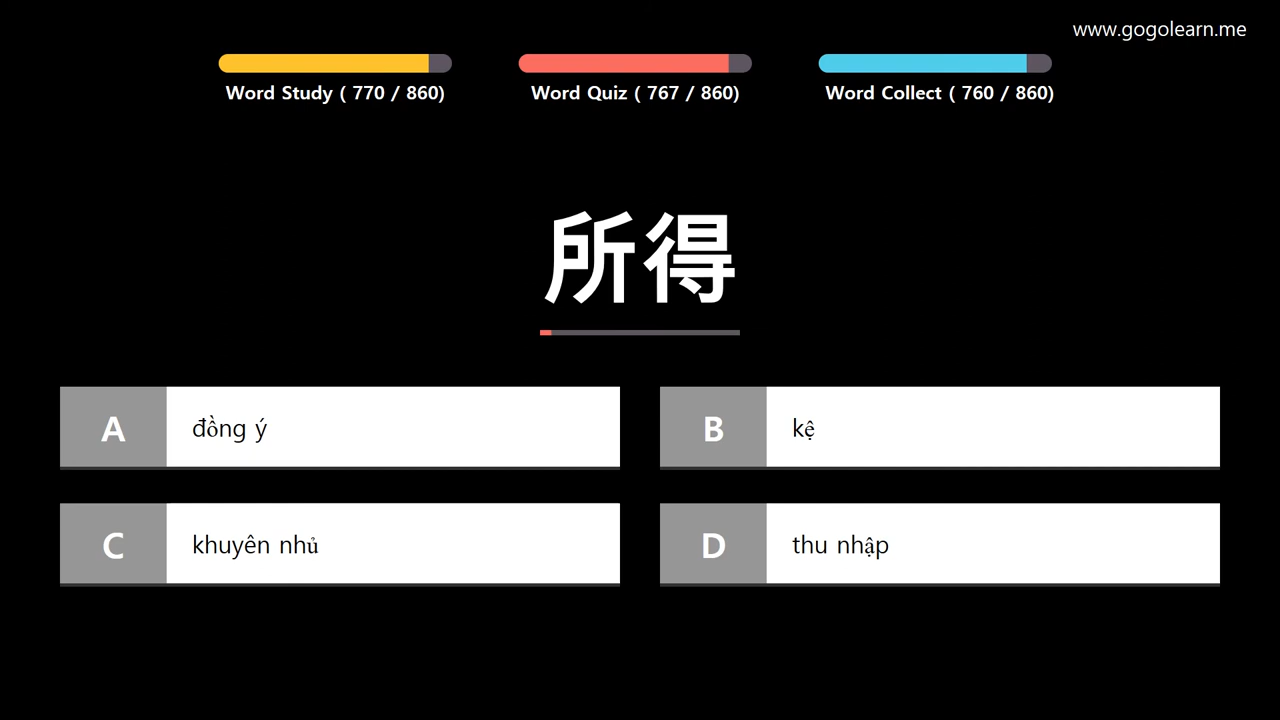 www.gogolearn.me
Word Study ( 770 / 860)
Word Quiz ( 767 / 860)
Word Collect ( 760 / 860)
所得
A
đồng ý
B
kệ
C
khuyên nhủ
D
thu nhập